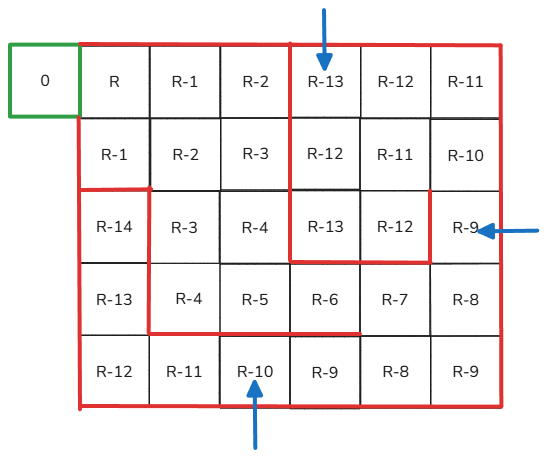 0 R R-1 R-2 R-13 R-12 R-11
R-1 R-2 R-3 R-12 R-11 R-10
R-14 R-3 R-4 R-13 R-12 R-9
R-13 R-4 R-5 R-6 R-7 R-8
R-12 R-11 R-10 R-9 R-8 R-9